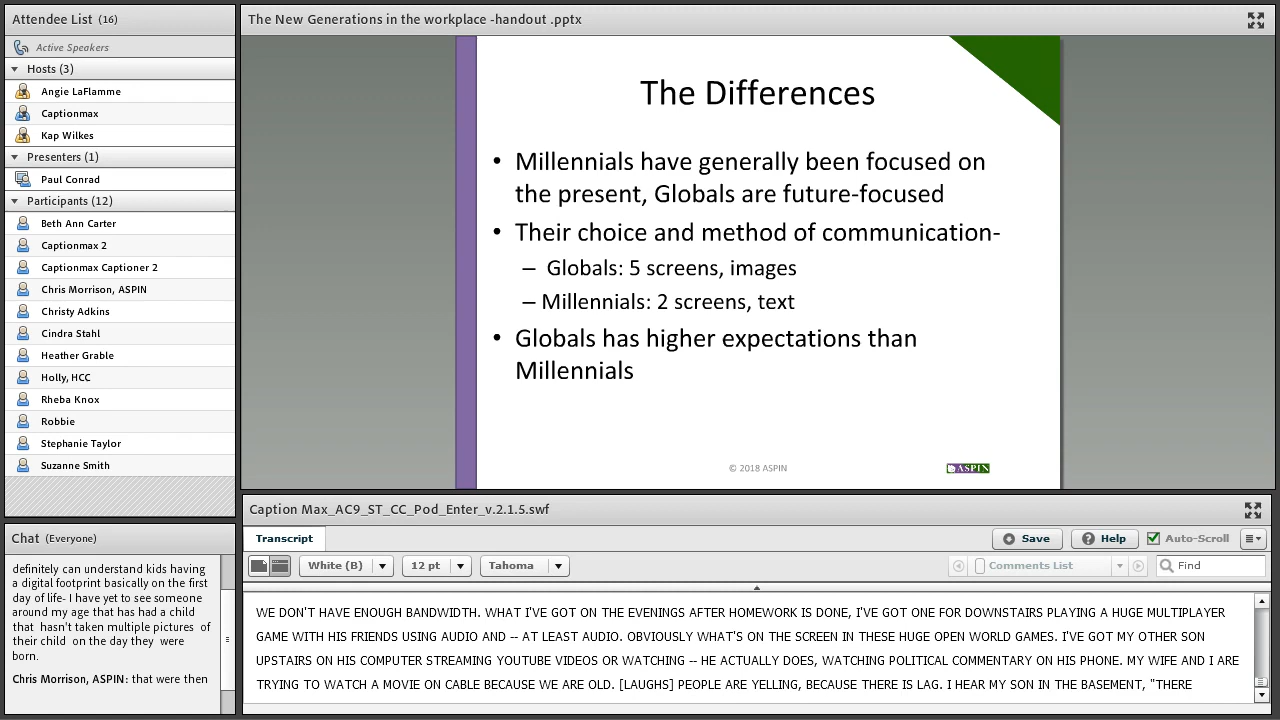 Attendee List (16)
Active Speakers
Hosts (3)
Angie LaFlamme
Captionmax
Kap Wilkes
Presenters (1)
Paul Conrad
Participants (12)
Beth Ann Carter
Captionmax 2
Captionmax Captioner 2
Chris Morrison, ASPIN
Christy Adkins
Cindra Stahl
Heather Grable
Holly, HCC
Rheba Knox
Robbie
Stephanie Taylor
Suzanne Smith
Chat (Everyone)
definitely can understand kids having
a digital footprint basically on the first
day of life- I have yet to see someone
around my age that has had a child
that hasn't taken multiple pictures of
their child on the day they were
born.
Chris Morrison, ASPIN: that were then
The New Generations in the workplace -handout .pptx
The Differences
• Millennials have generally been focused on
the present, Globals are future-focused
• Their choice and method of communication-
– Globals: 5 screens, images
– Millennials: 2 screens, text
• Globals has higher expectations than
Millennials
© 2018 ASPIN
ASPIN
Caption Max_AC9_ST_CC_Pod_Enter_v.2.1.5.swf
Transcript
Save
Help
Auto-Scroll
White (B)
12 pt
Tahoma
Comments List
Find
WE DON'T HAVE ENOUGH BANDWIDTH. WHAT I'VE GOT ON THE EVENINGS AFTER HOMEWORK IS DONE, I'VE GOT ONE FOR DOWNSTAIRS PLAYING A HUGE MULTIPLAYER
GAME WITH HIS FRIENDS USING AUDIO AND -- AT LEAST AUDIO. OBVIOUSLY WHAT'S ON THE SCREEN IN THESE HUGE OPEN WORLD GAMES. I'VE GOT MY OTHER SON
UPSTAIRS ON HIS COMPUTER STREAMING YOUTUBE VIDEOS OR WATCHING -- HE ACTUALLY DOES, WATCHING POLITICAL COMMENTARY ON HIS PHONE. MY WIFE AND I ARE
TRYING TO WATCH A MOVIE ON CABLE BECAUSE WE ARE OLD. [LAUGHS] PEOPLE ARE YELLING, BECAUSE THERE IS LAG. I HEAR MY SON IN THE BASEMENT, "THERE